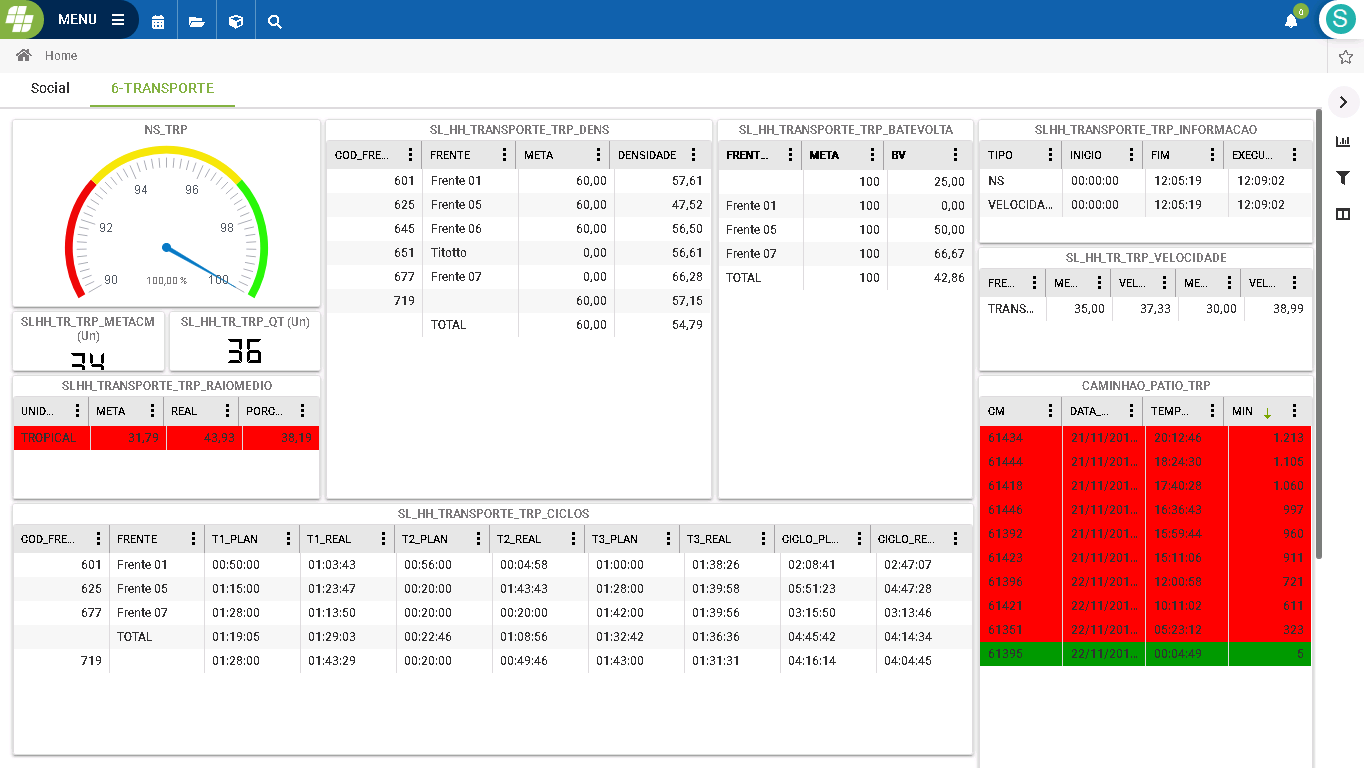 MENU
0
S
Home
Social 6-TRANSPORTE
NS_TRP
94 96
92 98
90 100,00 % 100
SLHH_TR_TRP_METACM
(Un)
34
SL_HH_TR_TRP_QT (Un)
36
SLHH_TRANSPORTE_TRP_RAIOMEDIO
UNID... META REAL PORC...
TROPICAL 31,79 43,93 38,19
SL_HH_TRANSPORTE_TRP_DENS
COD_FRE... FRENTE META DENSIDADE
601 Frente 01 60,00 57,61
625 Frente 05 60,00 47,52
645 Frente 06 60,00 56,50
651 Titotto 0,00 56,61
677 Frente 07 0,00 66,28
719 60,00 57,15
TOTAL 60,00 54,79
SL_HH_TRANSPORTE_TRP_BATEVOLTA
FRENT... META BV
100 25,00
Frente 01 100 0,00
Frente 05 100 50,00
Frente 07 100 66,67
TOTAL 100 42,86
SLHH_TRANSPORTE_TRP_INFORMACAO
TIPO INICIO FIM EXECU...
NS 00:00:00 12:05:19 12:09:02
VELOCIDA... 00:00:00 12:05:19 12:09:02
SL_HH_TR_TRP_VELOCIDADE
FRE... ME... VEL... ME... VEL...
TRANS... 35,00 37,33 30,00 38,99
SL_HH_TRANSPORTE_TRP_CICLOS
COD_FRE... FRENTE T1_PLAN T1_REAL T2_PLAN T2_REAL T3_PLAN T3_REAL CICLO_PL... CICLO_RE...
601 Frente 01 00:50:00 01:03:43 00:56:00 00:04:58 01:00:00 01:38:26 02:08:41 02:47:07
625 Frente 05 01:15:00 01:23:47 00:20:00 01:43:43 01:28:00 01:39:58 05:51:23 04:47:28
677 Frente 07 01:28:00 01:13:50 00:20:00 00:20:00 01:42:00 01:39:56 03:15:50 03:13:46
TOTAL 01:19:05 01:29:03 00:22:46 01:08:56 01:32:42 01:36:36 04:45:42 04:14:34
719 01:28:00 01:43:29 00:20:00 00:49:46 01:43:00 01:31:31 04:16:14 04:04:45
CAMINHAO_PATIO_TRP
CM DATA_... TEMP... MIN
61434 21/11/201... 20:12:46 1.213
61444 21/11/201... 18:24:30 1.105
61418 21/11/201... 17:40:28 1.060
61446 21/11/201... 16:36:43 997
61392 21/11/201... 15:59:44 960
61423 21/11/201... 15:11:06 911
61396 22/11/201... 12:00:58 721
61421 22/11/201... 10:11:02 611
61351 22/11/201... 05:23:12 323
61395 22/11/201... 00:04:49 5